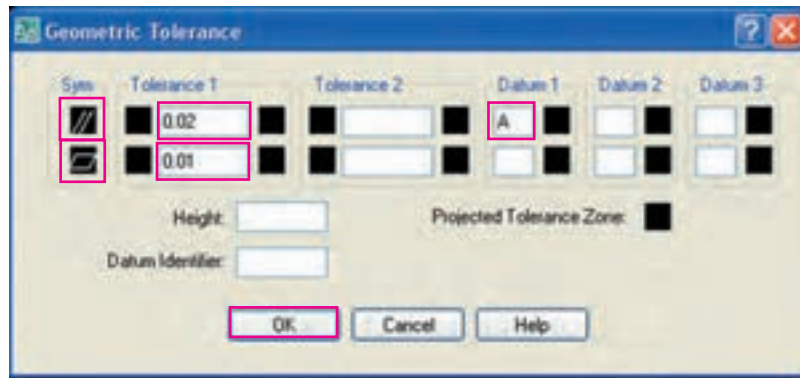 Geometric Tolerance
Sym Tolerance 1 Tolerance 2 Datum 1 Datum 2 Datum 3
0.02 A
0.01
Height:
Projected Tolerance Zone:
Datum Identifier:
OK Cancel Help